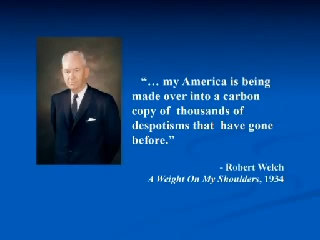 “… my America is being
made over into a carbon
copy of thousands of
despotisms that have gone
before.”
- Robert Welch
A Weight On My Shoulders, 1934